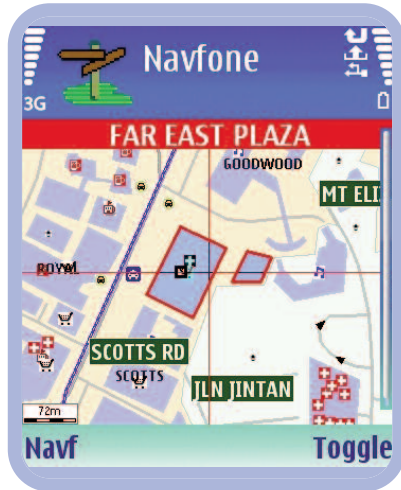 Navfone
3G
FAR EAST PLAZA
GOODWOOD
MT ELI
ROYAL
SCOTTS RD
SCOTTS
JLN JINTAN
72m
Navf
Toggle